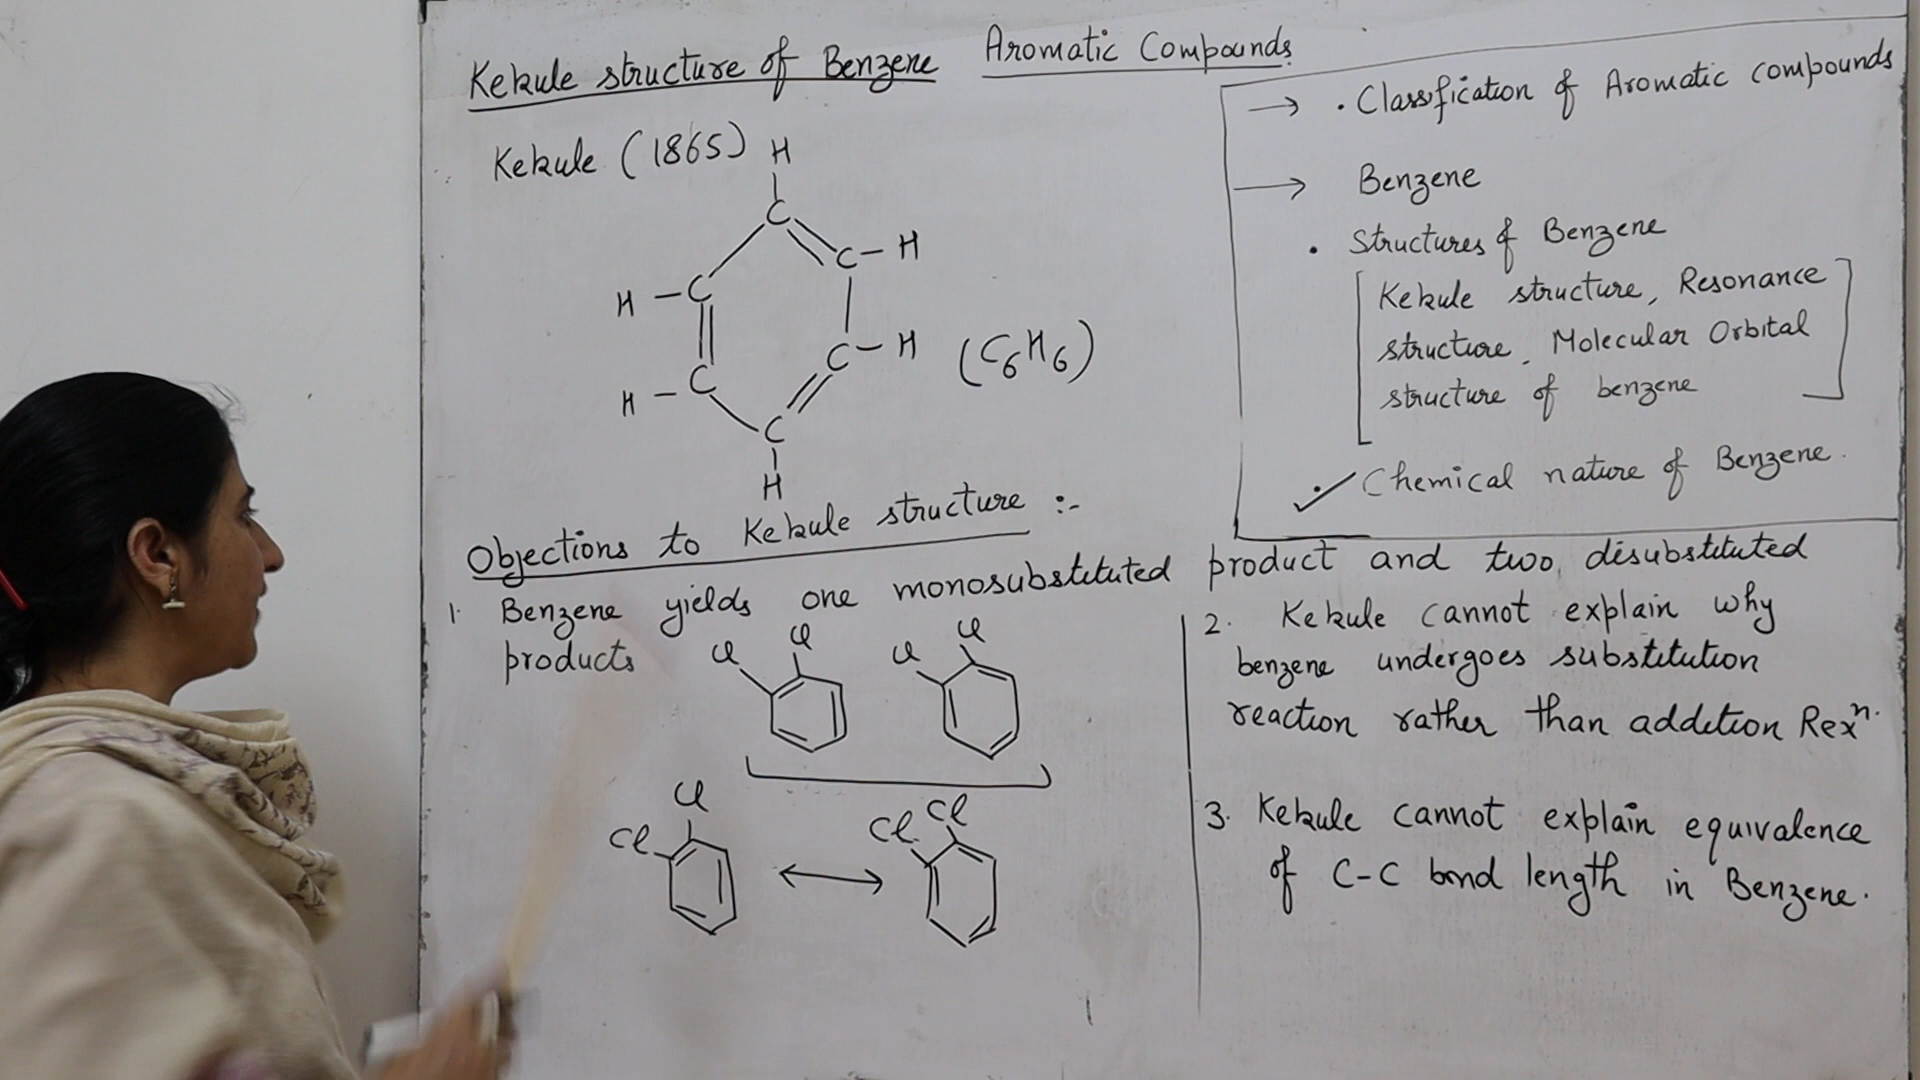 Kekule structure of Benzene
Aromatic Compounds
Kekule (1865)
H
C
C - H
H - C
C - H
(C6H6)
H - C
C
H
→ . Classification of Aromatic compounds
→ Benzene
. Structures of Benzene
[Kekule structure, Resonance
structure, Molecular Orbital
structure of benzene]
✓ . Chemical nature of Benzene.
Objections to Kekule structure :-
1. Benzene yields one monosubstituted product and two disubstituted
products
Cl Cl
Cl Cl
Cl Cl ↔ Cl Cl
2. Kekule cannot explain why
benzene undergoes substitution
reaction rather than addition Rexn.
3. Kekule cannot explain equivalence
of C-C bond length in Benzene.